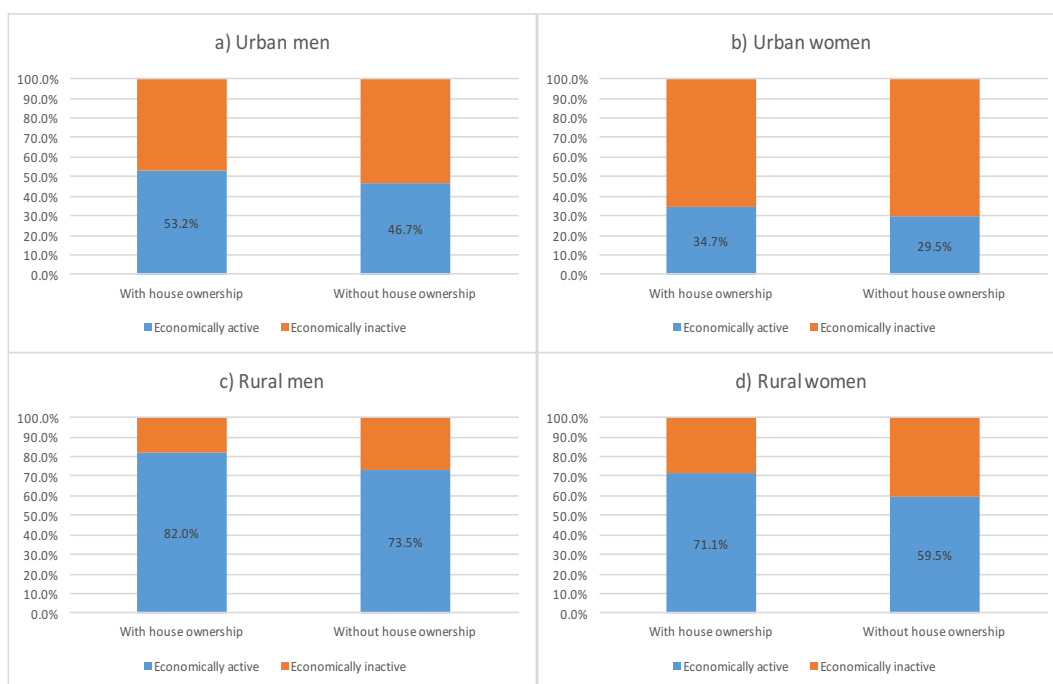 a) Urban men
100.0%
90.0%
80.0%
70.0%
60.0%
50.0%
40.0%
30.0%
20.0%
10.0%
0.0%
53.2%
46.7%
With house ownership
Without house ownership
Economically active
Economically inactive
b) Urban women
100.0%
90.0%
80.0%
70.0%
60.0%
50.0%
40.0%
30.0%
20.0%
10.0%
0.0%
34.7%
29.5%
With house ownership
Without house ownership
Economically active
Economically inactive
c) Rural men
100.0%
90.0%
80.0%
70.0%
60.0%
50.0%
40.0%
30.0%
20.0%
10.0%
0.0%
82.0%
73.5%
With house ownership
Without house ownership
Economically active
Economically inactive
d) Rural women
100.0%
90.0%
80.0%
70.0%
60.0%
50.0%
40.0%
30.0%
20.0%
10.0%
0.0%
71.1%
59.5%
With house ownership
Without house ownership
Economically active
Economically inactive